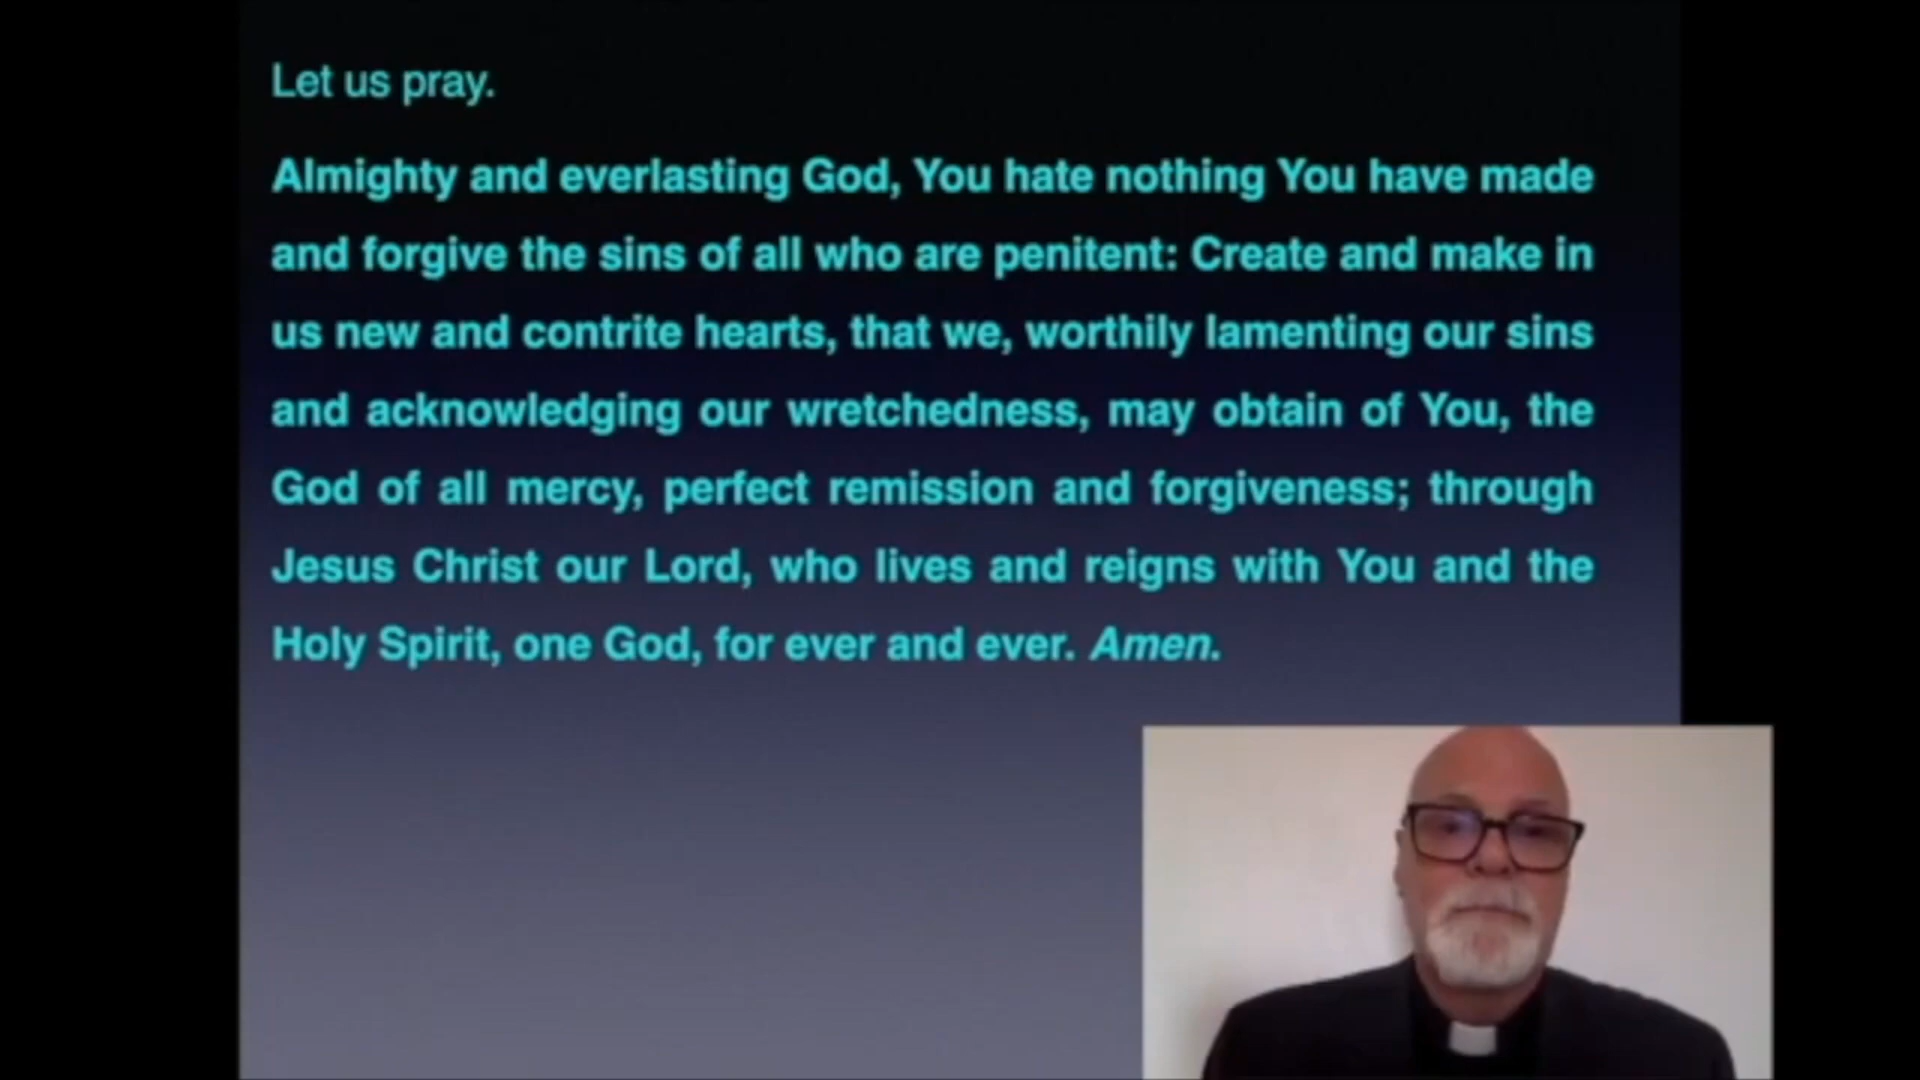 Let us pray.
Almighty and everlasting God, You hate nothing You have made
and forgive the sins of all who are penitent: Create and make in
us new and contrite hearts, that we, worthily lamenting our sins
and acknowledging our wretchedness, may obtain of You, the
God of all mercy, perfect remission and forgiveness; through
Jesus Christ our Lord, who lives and reigns with You and the
Holy Spirit, one God, for ever and ever. Amen.